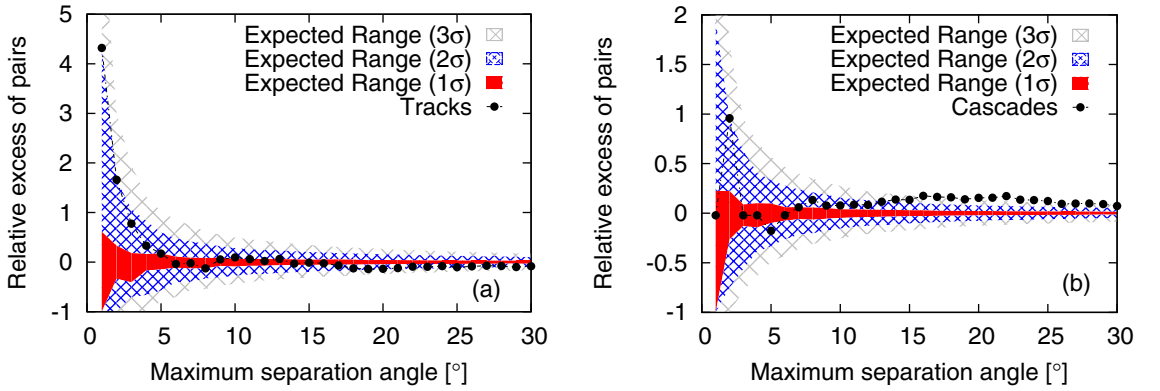 Relative excess of pairs
5
4
3
2
1
0
-1
0 5 10 15 20 25 30
Maximum separation angle [°]
Expected Range (3σ)
Expected Range (2σ)
Expected Range (1σ)
Tracks
(a)
Relative excess of pairs
2
1.5
1
0.5
0
-0.5
-1
0 5 10 15 20 25 30
Maximum separation angle [°]
Expected Range (3σ)
Expected Range (2σ)
Expected Range (1σ)
Cascades
(b)